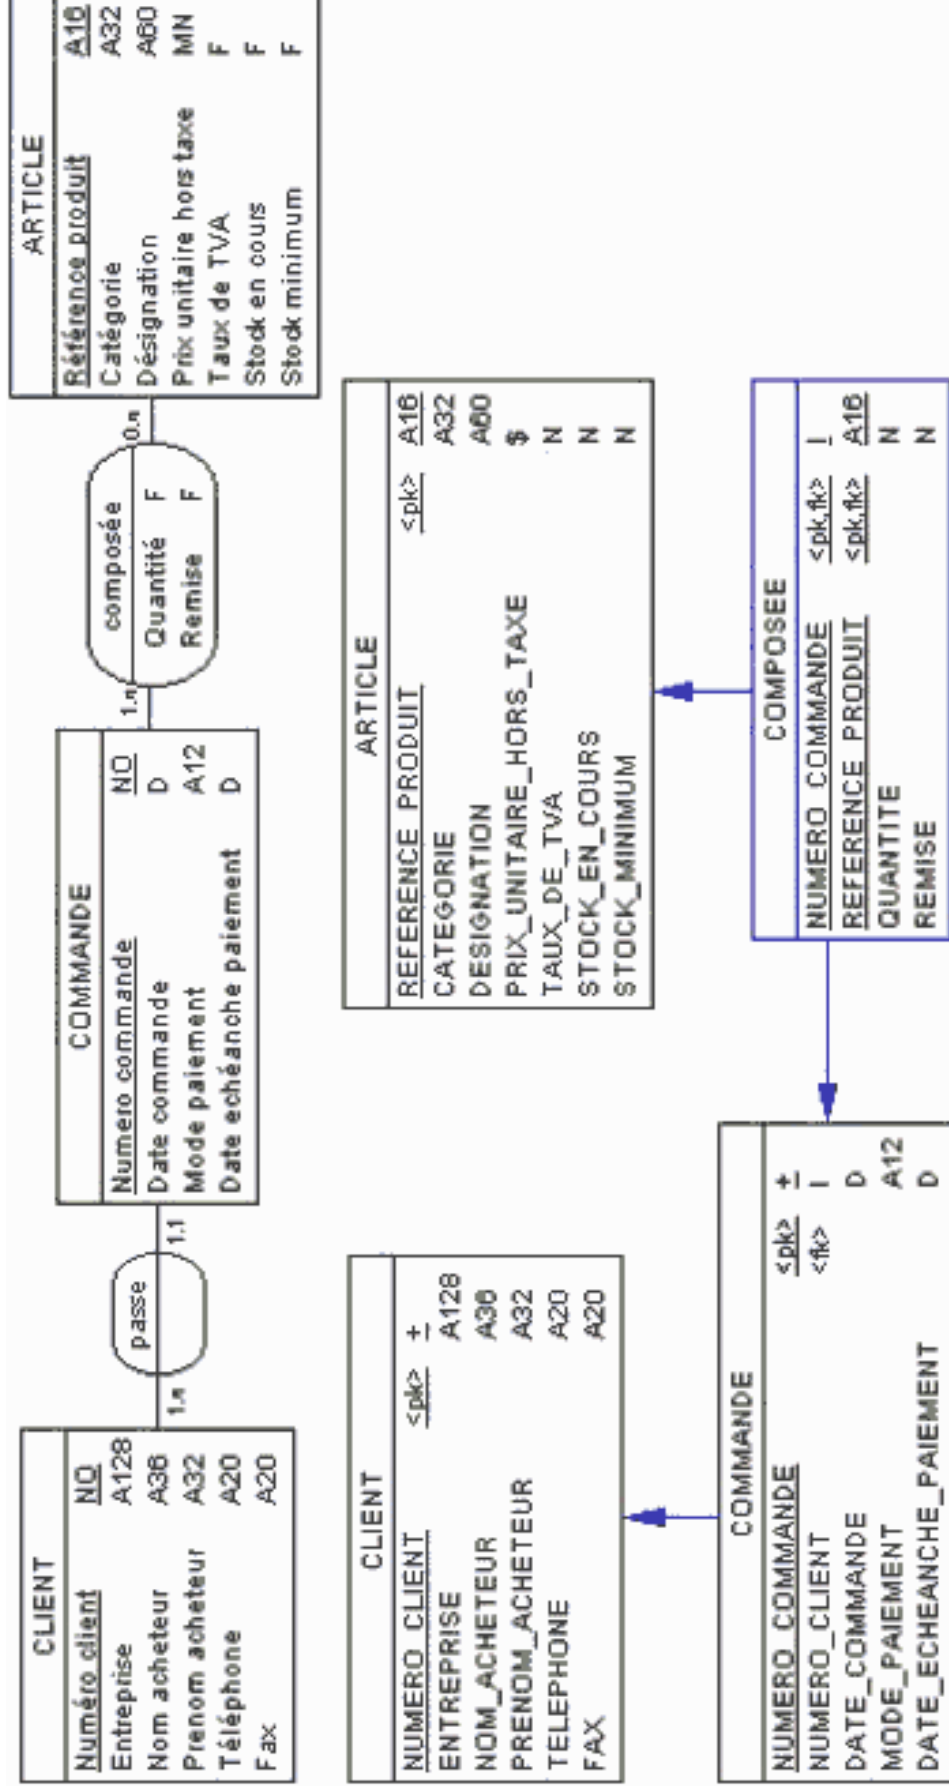 CLIENT
Numéro client NO
Entreprise A128
Nom acheteur A36
Prenom acheteur A32
Téléphone A20
Fax A20
1.n
passe
1.1
COMMANDE
Numero commande NO
Date commande D
Mode paiement A12
Date echéanche paiement D
1.n
composée
Quantité F
Remise F
0.n
ARTICLE
Référence produit A16
Catégorie A32
Désignation A60
Prix unitaire hors taxe MN
Taux de TVA F
Stock en cours F
Stock minimum F
CLIENT
NUMERO_CLIENT <pk> +
ENTREPRISE A128
NOM_ACHETEUR A36
PRENOM_ACHETEUR A32
TELEPHONE A20
FAX A20
ARTICLE
REFERENCE_PRODUIT <pk> A16
CATEGORIE A32
DESIGNATION A60
PRIX_UNITAIRE_HORS_TAXE $
TAUX_DE_TVA N
STOCK_EN_COURS N
STOCK_MINIMUM N
COMMANDE
NUMERO_COMMANDE <pk> +
NUMERO_CLIENT <fk> I
DATE_COMMANDE D
MODE_PAIEMENT A12
DATE_ECHEANCHE_PAIEMENT D
COMPOSEE
NUMERO_COMMANDE <pk,fk> I
REFERENCE_PRODUIT <pk,fk> A16
QUANTITE N
REMISE N